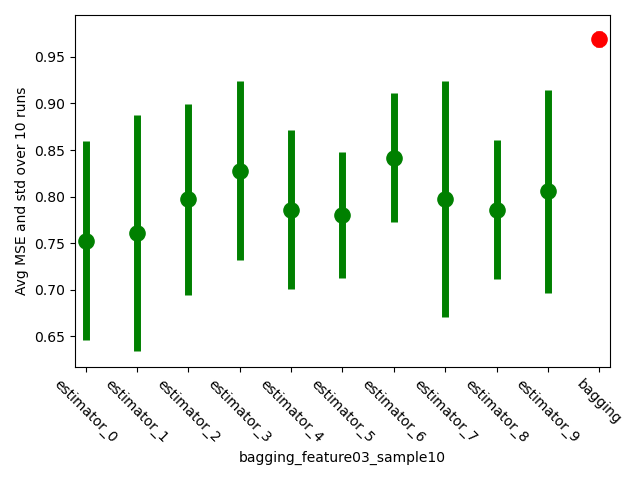 Avg MSE and std over 10 runs
0.95
0.90
0.85
0.80
0.75
0.70
0.65
estimator_0
estimator_1
estimator_2
estimator_3
estimator_4
estimator_5
estimator_6
estimator_7
estimator_8
estimator_9
bagging
bagging_feature03_sample10